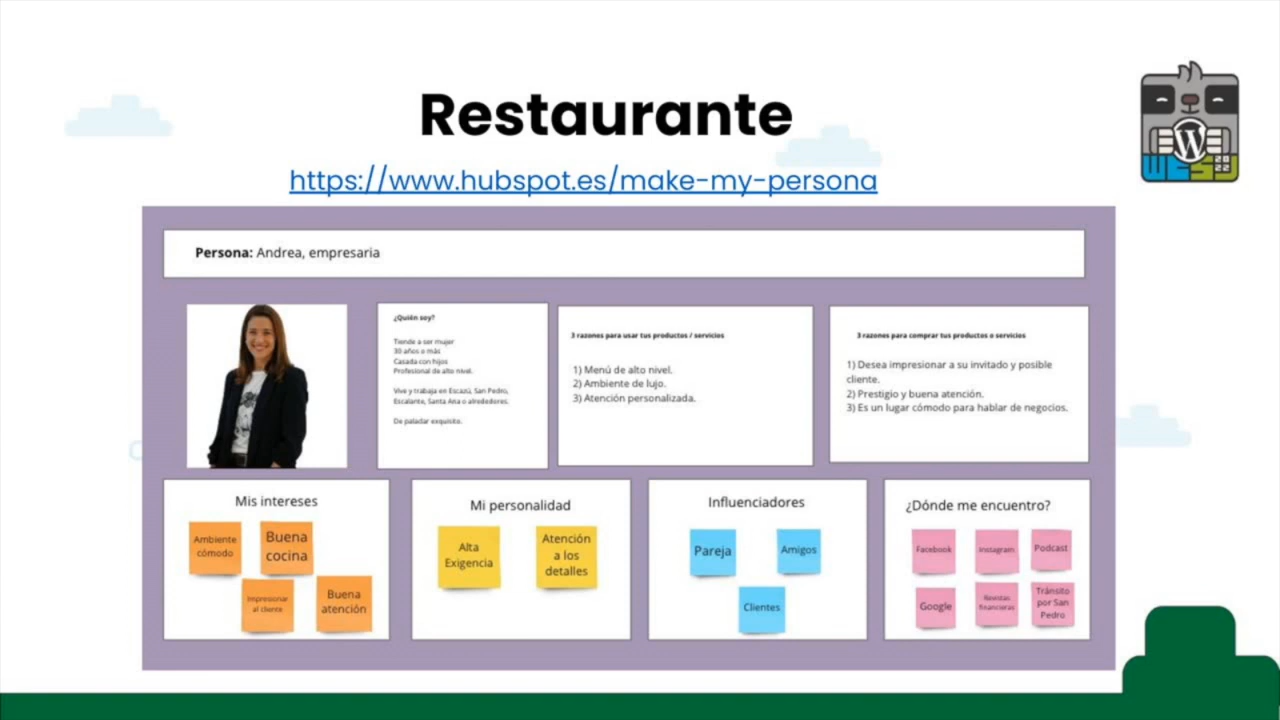 Restaurante
https://www.hubspot.es/make-my-persona
Persona: Andrea, empresaria
¿Quién soy?
Tiende a ser mujer
30 años o más
Casada con hijos
Profesional de alto nivel.
Vive y trabaja en Escazú, San Pedro,
Escalante, Santa Ana o alrededores.
De paladar exquisito.
3 razones para usar tus productos / servicios
1) Menú de alto nivel.
2) Ambiente de lujo.
3) Atención personalizada.
3 razones para comprar tus productos o servicios
1) Desea impresionar a su invitado y posible
cliente.
2) Prestigio y buena atención.
3) Es un lugar cómodo para hablar de negocios.
Mis intereses
Ambiente
cómodo
Buena
cocina
Impresionar
al cliente
Buena
atención
Mi personalidad
Alta
Exigencia
Atención
a los
detalles
Influenciadores
Pareja
Amigos
Clientes
¿Dónde me encuentro?
Facebook
Instagram
Podcast
Google
Revistas
financieras
Tránsito
por San
Pedro
W
20
22